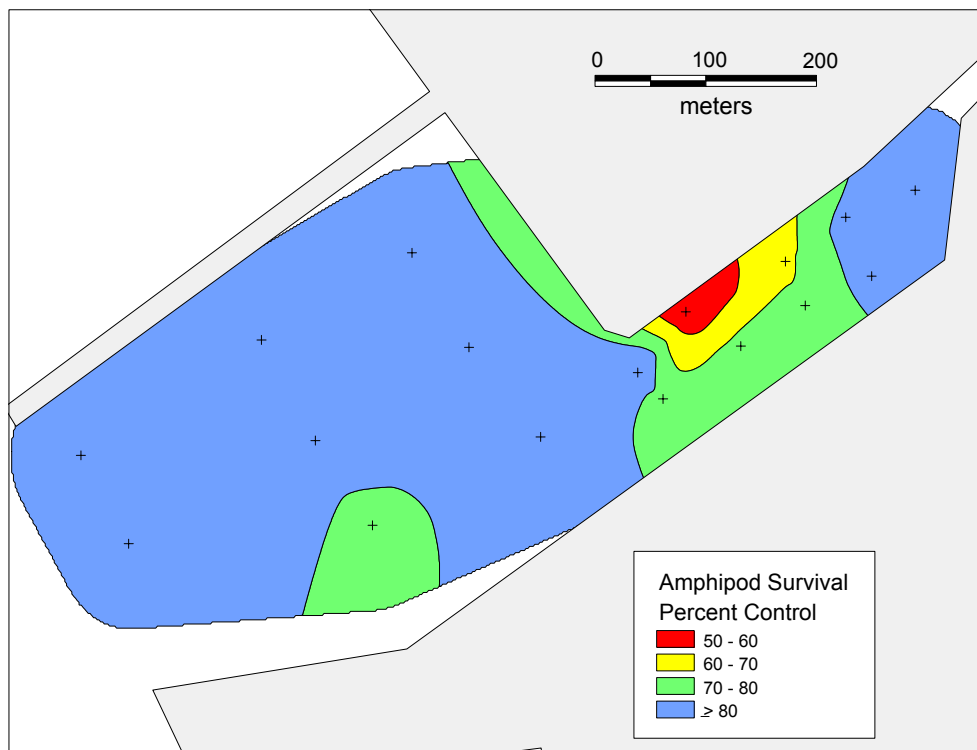 0 100 200
meters
Amphipod Survival
Percent Control
50 - 60
60 - 70
70 - 80
≥ 80